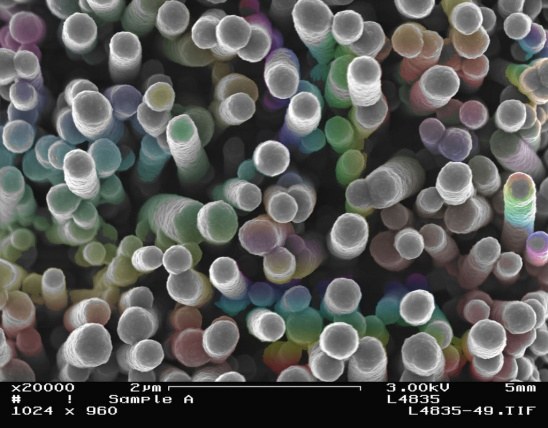 x20000 2µm 3.00kV 5mm
# ! Sample A L4835
1024 x 960 L4835-49.TIF